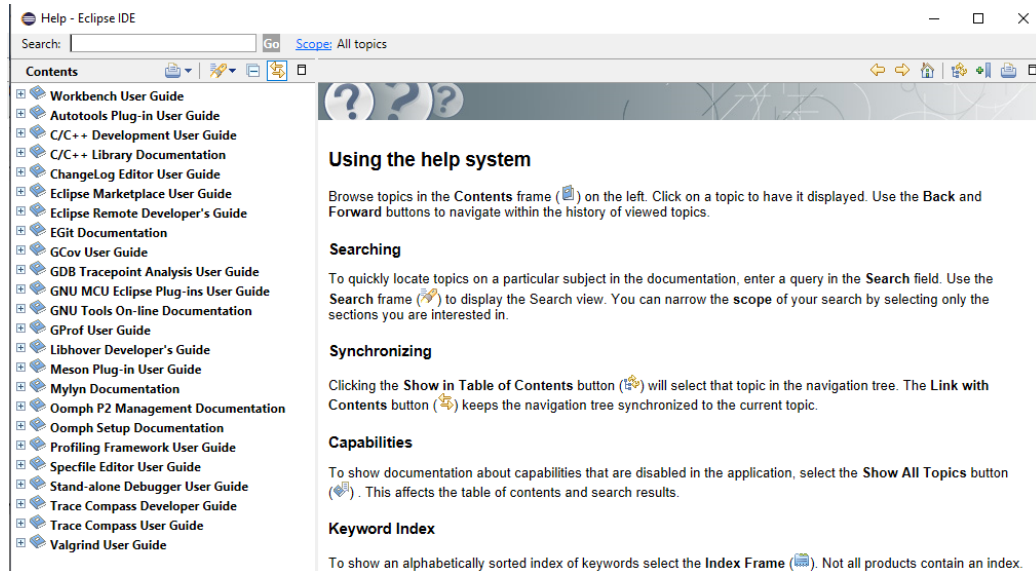 Help - Eclipse IDE
Search:
Go
Scope: All topics
Contents
Workbench User Guide
Autotools Plug-in User Guide
C/C++ Development User Guide
C/C++ Library Documentation
ChangeLog Editor User Guide
Eclipse Marketplace User Guide
Eclipse Remote Developer's Guide
EGit Documentation
GCov User Guide
GDB Tracepoint Analysis User Guide
GNU MCU Eclipse Plug-ins User Guide
GNU Tools On-line Documentation
GProf User Guide
Libhover Developer's Guide
Meson Plug-in User Guide
Mylyn Documentation
Oomph P2 Management Documentation
Oomph Setup Documentation
Profiling Framework User Guide
Specfile Editor User Guide
Stand-alone Debugger User Guide
Trace Compass Developer Guide
Trace Compass User Guide
Valgrind User Guide
? ? ?
Using the help system
Browse topics in the Contents frame ( ) on the left. Click on a topic to have it displayed. Use the Back and
Forward buttons to navigate within the history of viewed topics.
Searching
To quickly locate topics on a particular subject in the documentation, enter a query in the Search field. Use the
Search frame ( ) to display the Search view. You can narrow the scope of your search by selecting only the
sections you are interested in.
Synchronizing
Clicking the Show in Table of Contents button ( ) will select that topic in the navigation tree. The Link with
Contents button ( ) keeps the navigation tree synchronized to the current topic.
Capabilities
To show documentation about capabilities that are disabled in the application, select the Show All Topics button
( ) . This affects the table of contents and search results.
Keyword Index
To show an alphabetically sorted index of keywords select the Index Frame ( ). Not all products contain an index.